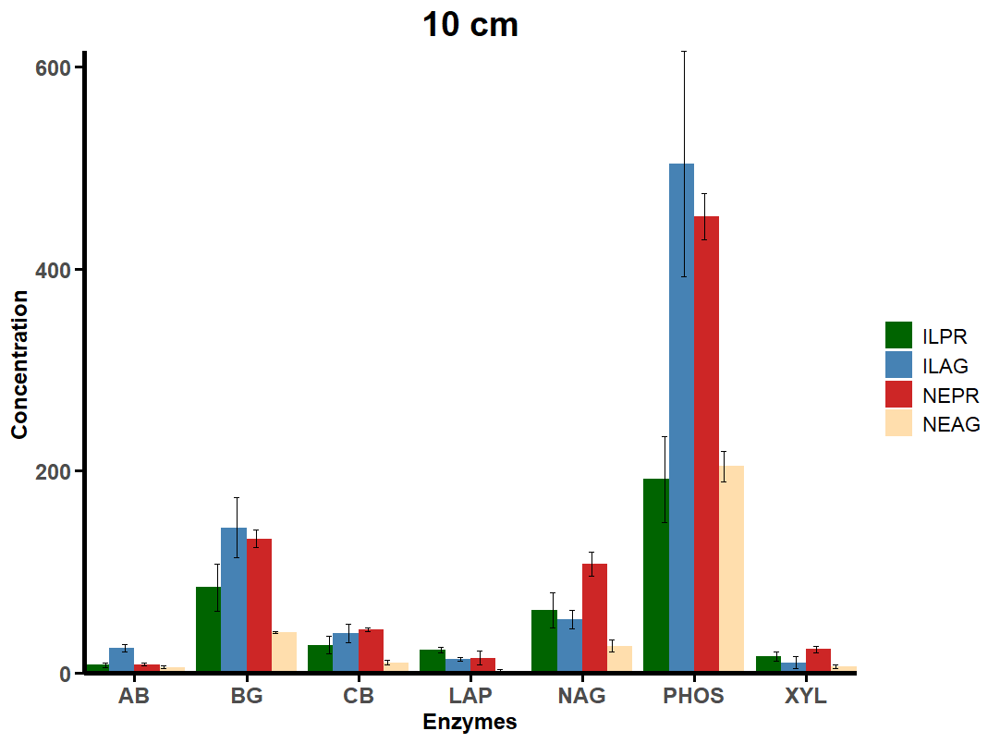 10 cm
600
400
200
0
Concentration
AB BG CB LAP NAG PHOS XYL
Enzymes
ILPR
ILAG
NEPR
NEAG